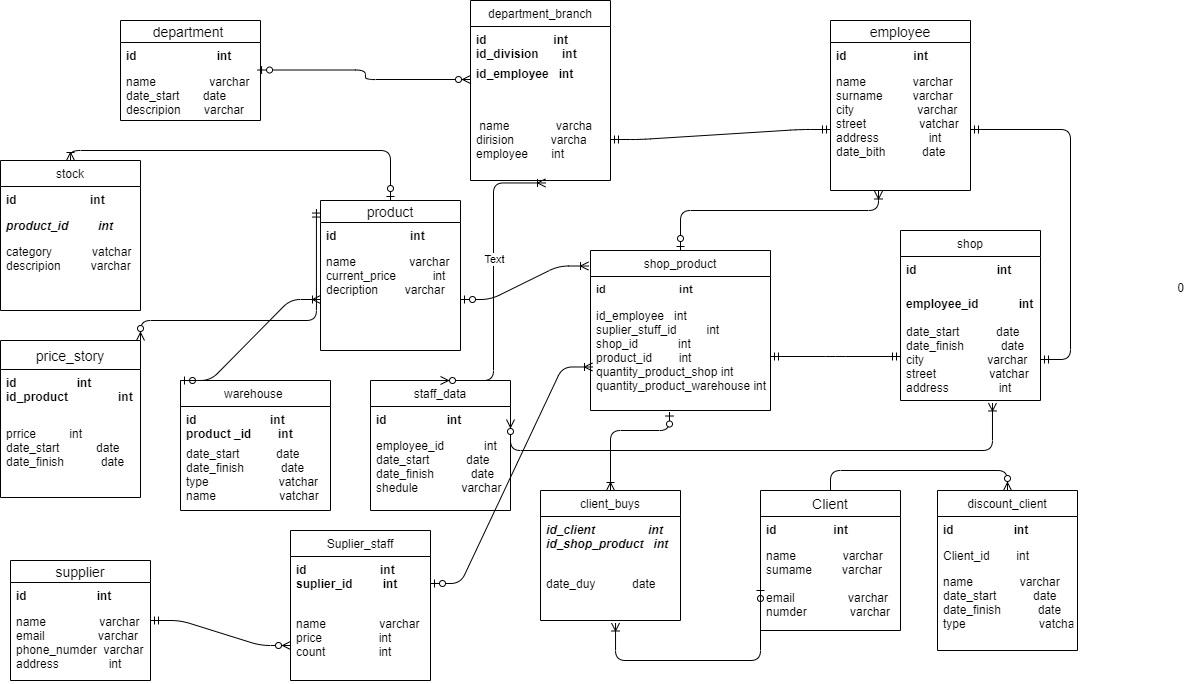 department
id int
name varchar
date_start date
descripion varchar
department_branch
id int
id_division int
id_employee int
name varcha
dirision varcha
employee int
employee
id int
name varchar
surname varchar
city varchar
street vatchar
address int
date_bith date
stock
id int
product_id int
category vatchar
descripion varchar
product
id int
name varchar
current_price int
decription varchar
Text
shop_product
id int
id_employee int
suplier_stuff_id int
shop_id int
product_id int
quantity_product_shop int
quantity_product_warehouse int
shop
id int
employee_id int
date_start date
date_finish date
city varchar
street vatchar
address int
0
price_story
id int
id_product int
prrice int
date_start date
date_finish date
warehouse
id int
product _id int
date_start date
date_finish date
type vatchar
name vatchar
staff_data
id int
employee_id int
date_start date
date_finish date
shedule varchar
client_buys
id_client int
id_shop_product int
date_duy date
Client
id int
name varchar
sumame varchar
email varchar
numder varchar
discount_client
id int
Client_id int
name varchar
date_start date
date_finish date
type vatcha
supplier
id int
name varchar
email varchar
phone_numder varchar
address int
Suplier_staff
id int
suplier_id int
name varchar
price int
count int